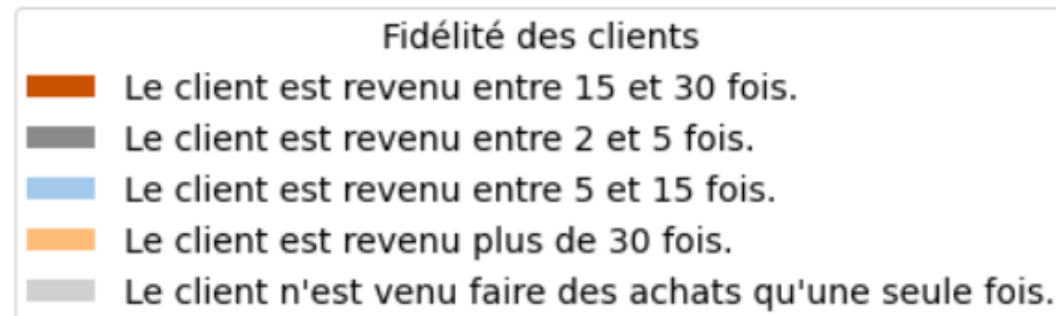 Fidélité des clients
Le client est revenu entre 15 et 30 fois.
Le client est revenu entre 2 et 5 fois.
Le client est revenu entre 5 et 15 fois.
Le client est revenu plus de 30 fois.
Le client n'est venu faire des achats qu'une seule fois.